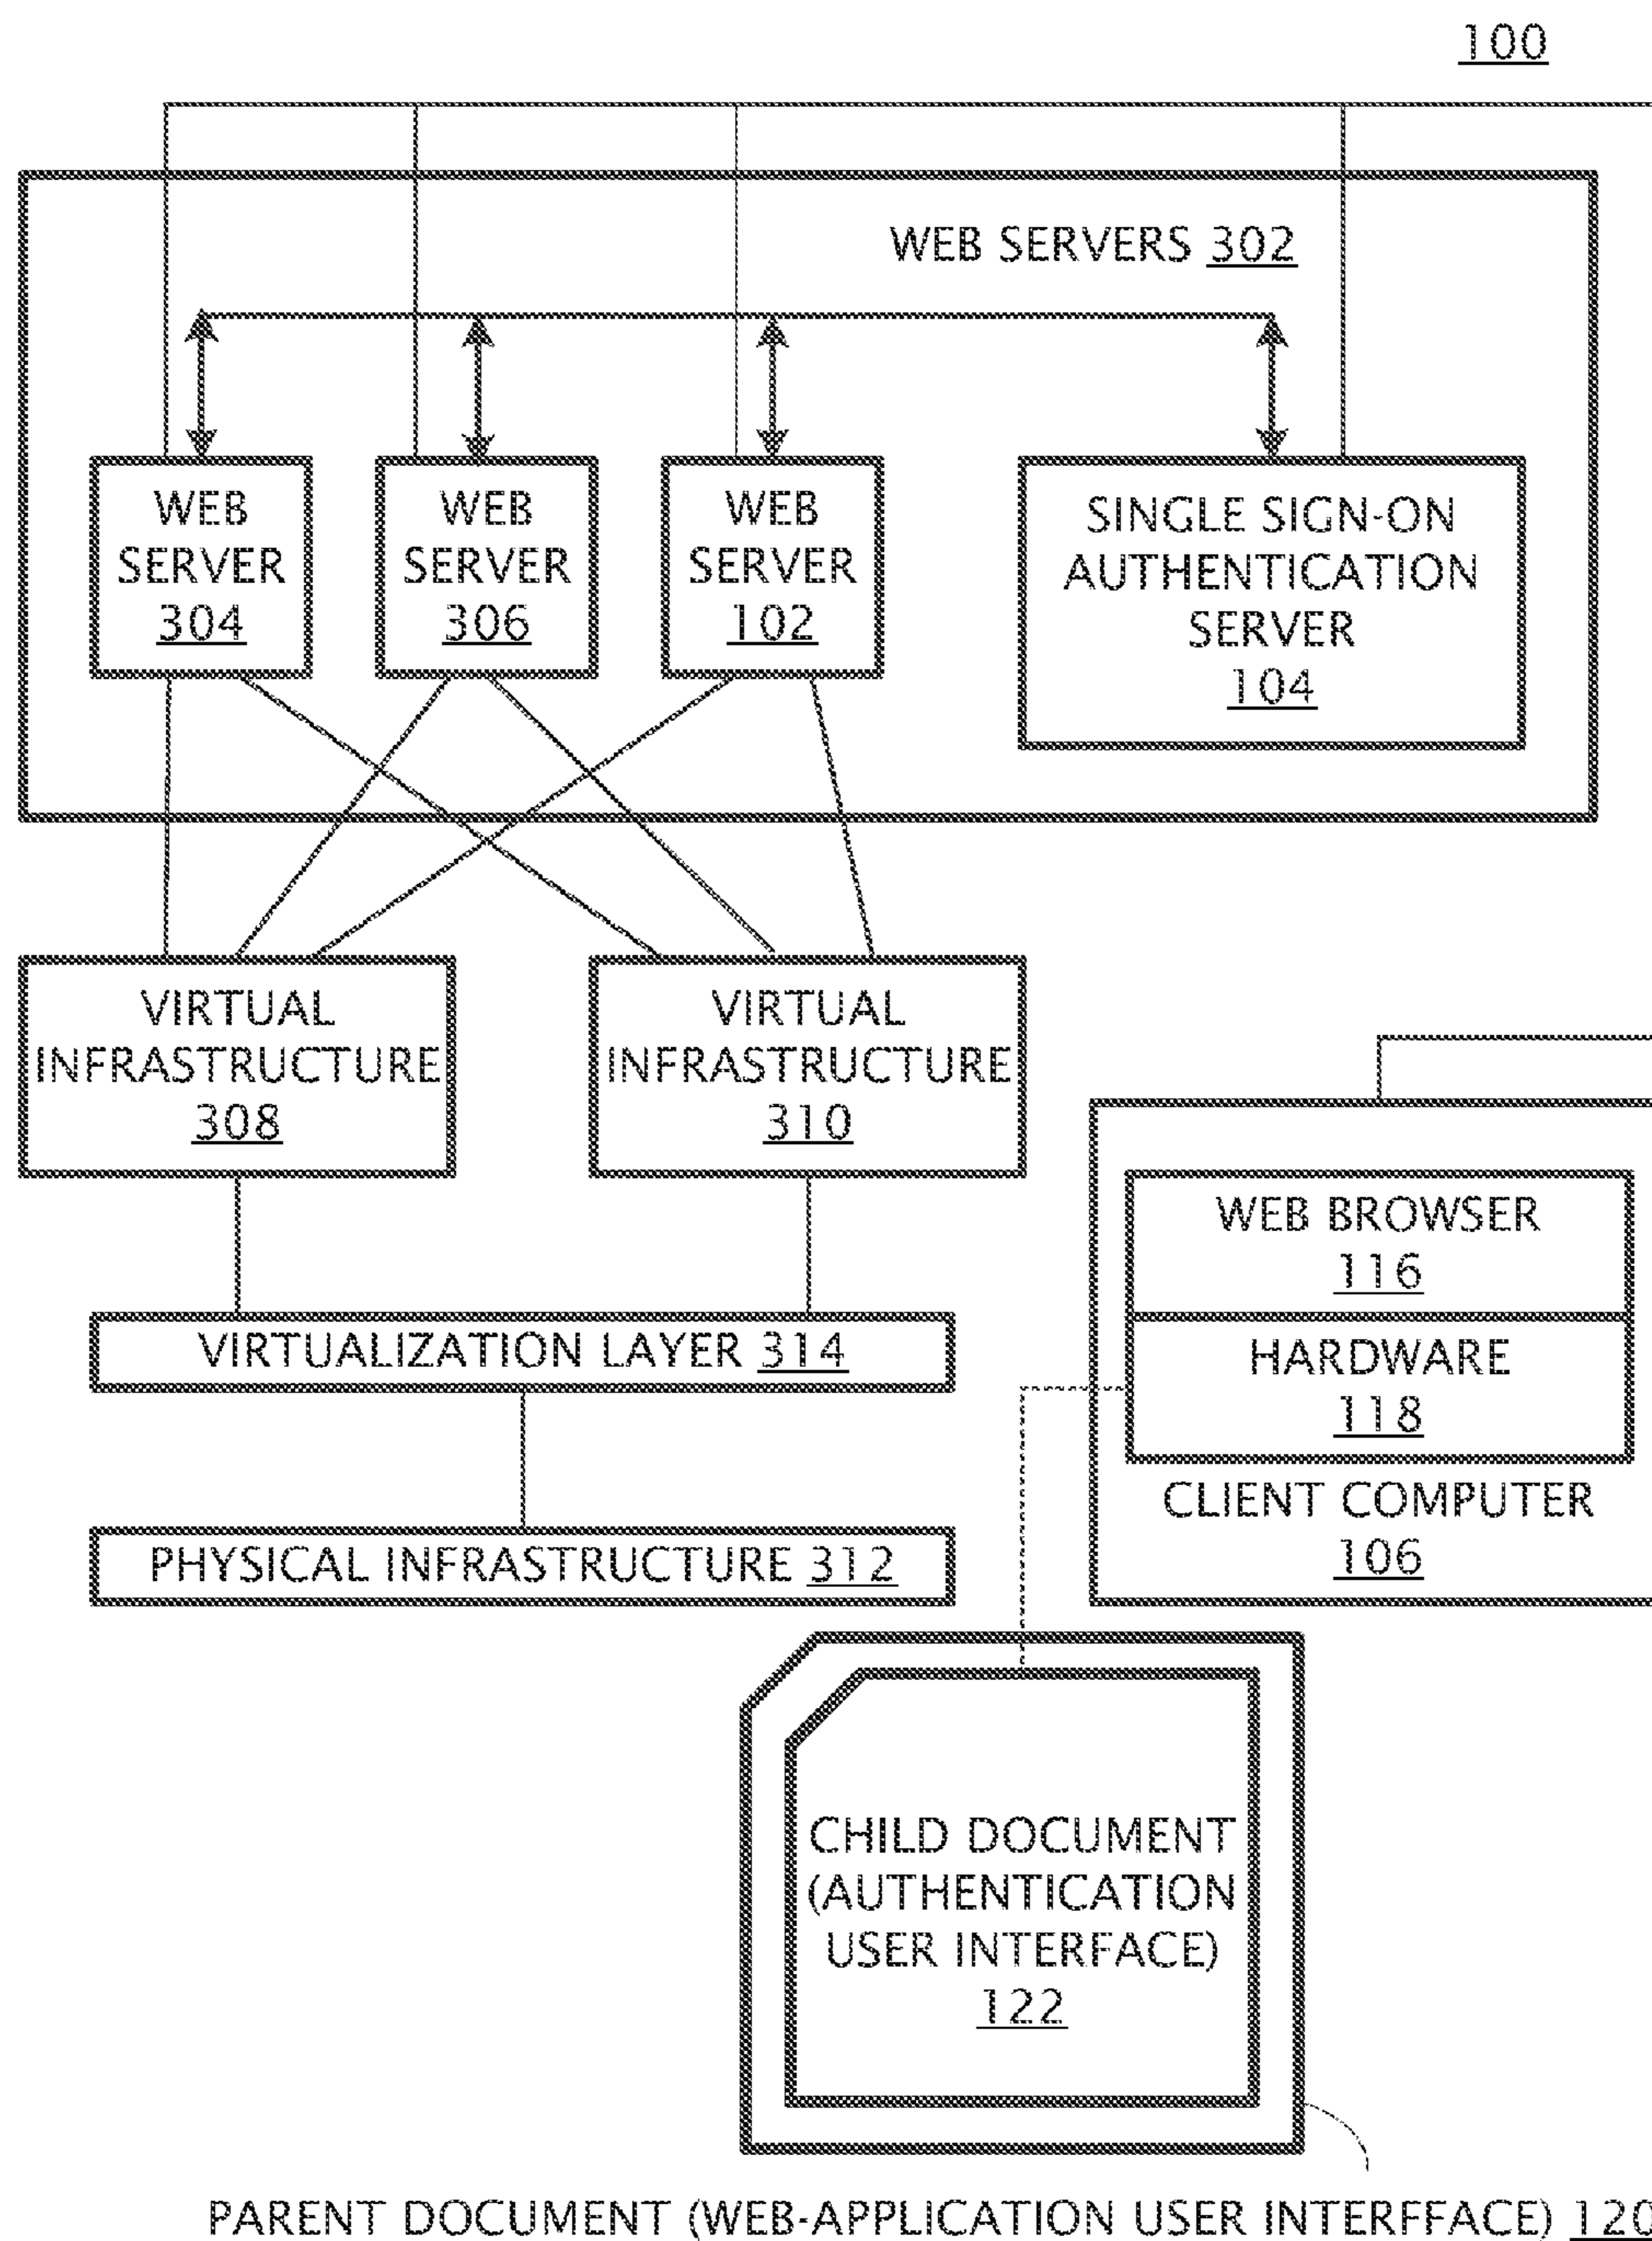 100
WEB SERVERS 302
WEB
SERVER
304
WEB
SERVER
306
WEB
SERVER
102
SINGLE SIGN-ON
AUTHENTICATION
SERVER
104
VIRTUAL
INFRASTRUCTURE
308
VIRTUAL
INFRASTRUCTURE
310
WEB BROWSER
116
HARDWARE
118
CLIENT COMPUTER
106
VIRTUALIZATION LAYER 314
PHYSICAL INFRASTRUCTURE 312
CHILD DOCUMENT
(AUTHENTICATION
USER INTERFACE)
122
PARENT DOCUMENT (WEB-APPLICATION USER INTERFFACE) 120